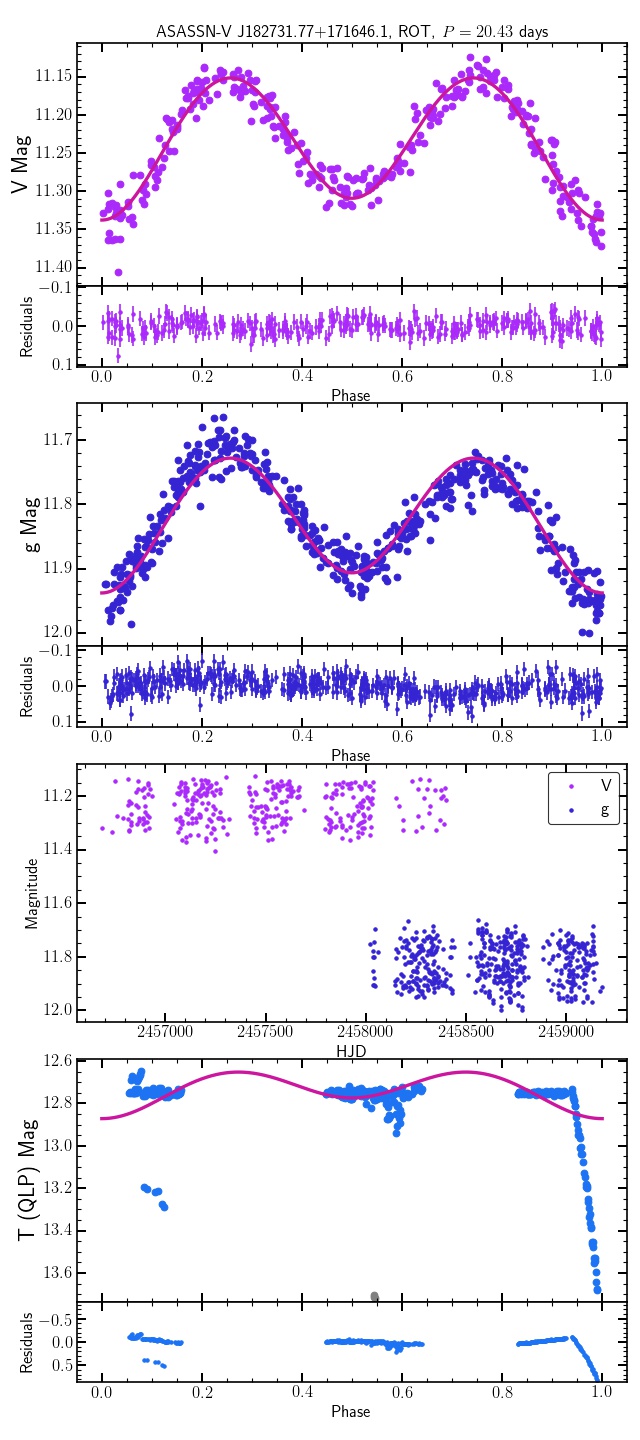 ASASSN-V J182731.77+171646.1, ROT, P = 20.43 days
11.15
11.20
11.25
11.30
11.35
11.40
V Mag
−0.1
0.0
0.1
Residuals
0.0 0.2 0.4 0.6 0.8 1.0
Phase
11.7
11.8
11.9
12.0
g Mag
−0.1
0.0
0.1
Residuals
0.0 0.2 0.4 0.6 0.8 1.0
Phase
11.2
11.4
11.6
11.8
12.0
Magnitude
V
g
2457000 2457500 2458000 2458500 2459000
HJD
12.6
12.8
13.0
13.2
13.4
13.6
T (QLP) Mag
−0.5
0.0
0.5
Residuals
0.0 0.2 0.4 0.6 0.8 1.0
Phase